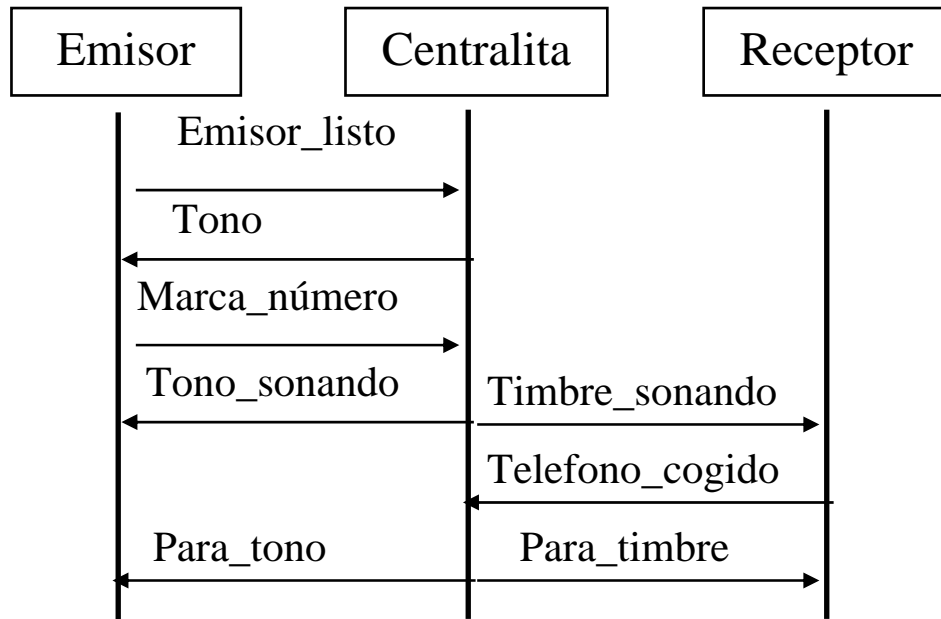 Emisor
Centralita
Receptor
Emisor_listo
Tono
Marca_número
Tono_sonando
Timbre_sonando
Telefono_cogido
Para_tono
Para_timbre